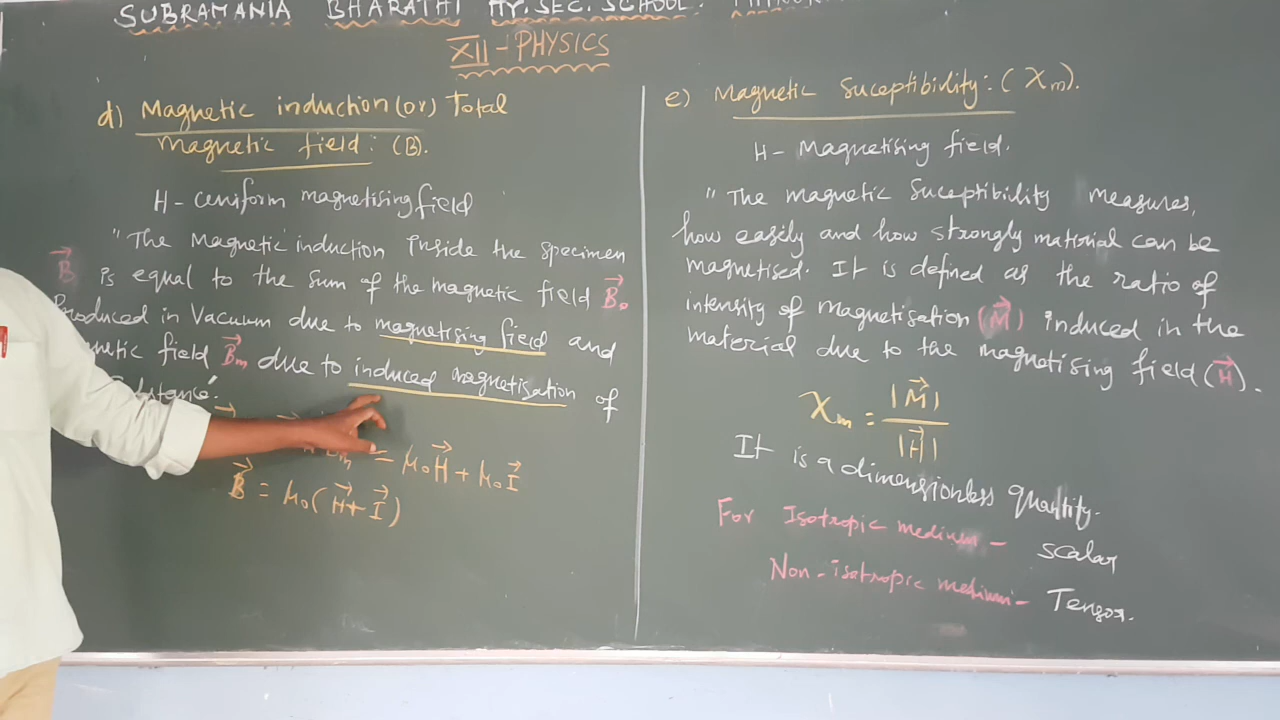 SUBRAMANIA BHARATHI HY. SEC. SCHOOL.
XII - PHYSICS
d) Magnetic induction (or) Total
Magnetic field : (B).
H - Uniform magnetising field
"The Magnetic induction Inside the specimen
B⃗ is equal to the sum of the magnetic field B⃗₀
Produced in Vacuum due to magnetising field and
field B⃗m due to induced magnetisation of
= μ₀H⃗ + μ₀I⃗
B⃗ = μ₀(H⃗ + I⃗)
e) Magnetic Suceptibility : (χm).
H - Magnetising field.
"The magnetic Suceptibility measures,
how easily and how strongly material can be
magnetised. It is defined as the ratio of
intensity of magnetisation (M⃗) induced in the
material due to the magnetising field (H⃗).
χm = |M⃗| / |H⃗|
It is a dimensionless quantity.
For Isotropic medium - scalar
Non-isotropic medium - Tensor.